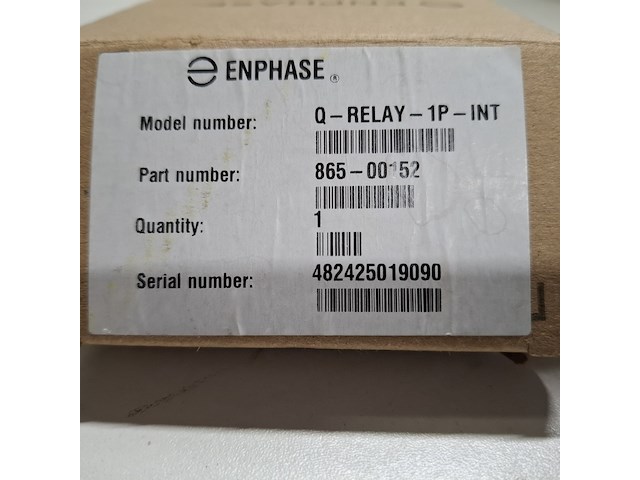 ENPHASE®
Model number: Q-RELAY-1P-INT
Part number: 865-00152
Quantity: 1
Serial number: 482425019090